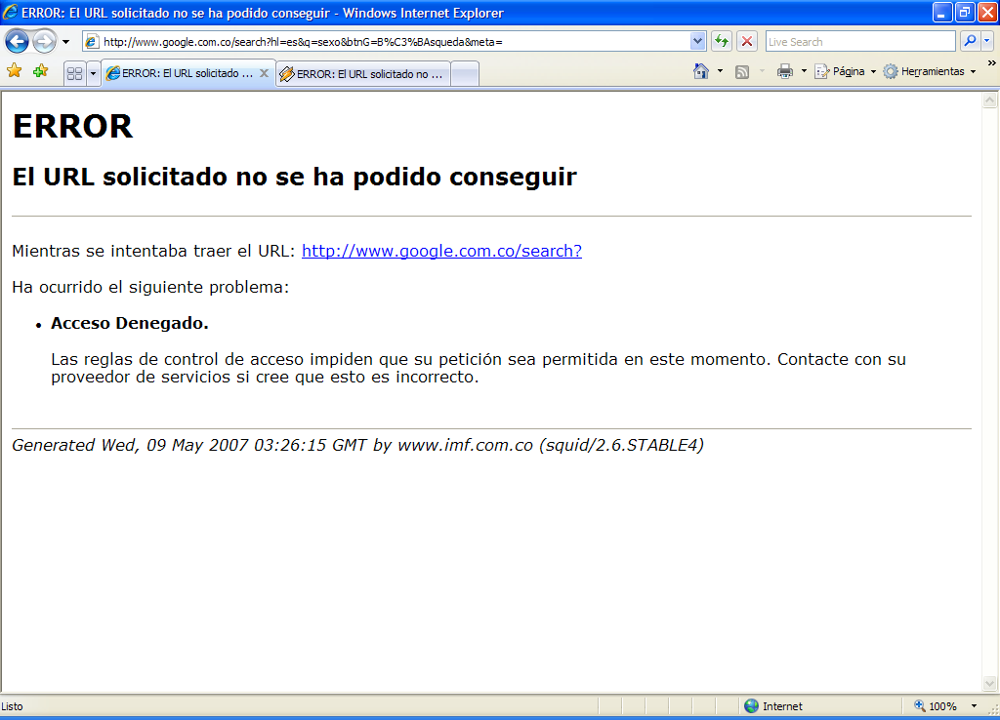 ERROR: El URL solicitado no se ha podido conseguir - Windows Internet Explorer
http://www.google.com.co/search?hl=es&q=sexo&btnG=B%C3%BAsqueda&meta=
Live Search
ERROR: El URL solicitado ...
ERROR: El URL solicitado no ...
Página
Herramientas
ERROR
El URL solicitado no se ha podido conseguir
Mientras se intentaba traer el URL: http://www.google.com.co/search?
Ha ocurrido el siguiente problema:
• Acceso Denegado.
Las reglas de control de acceso impiden que su petición sea permitida en este momento. Contacte con su
proveedor de servicios si cree que esto es incorrecto.
Generated Wed, 09 May 2007 03:26:15 GMT by www.imf.com.co (squid/2.6.STABLE4)
Listo
Internet
100%